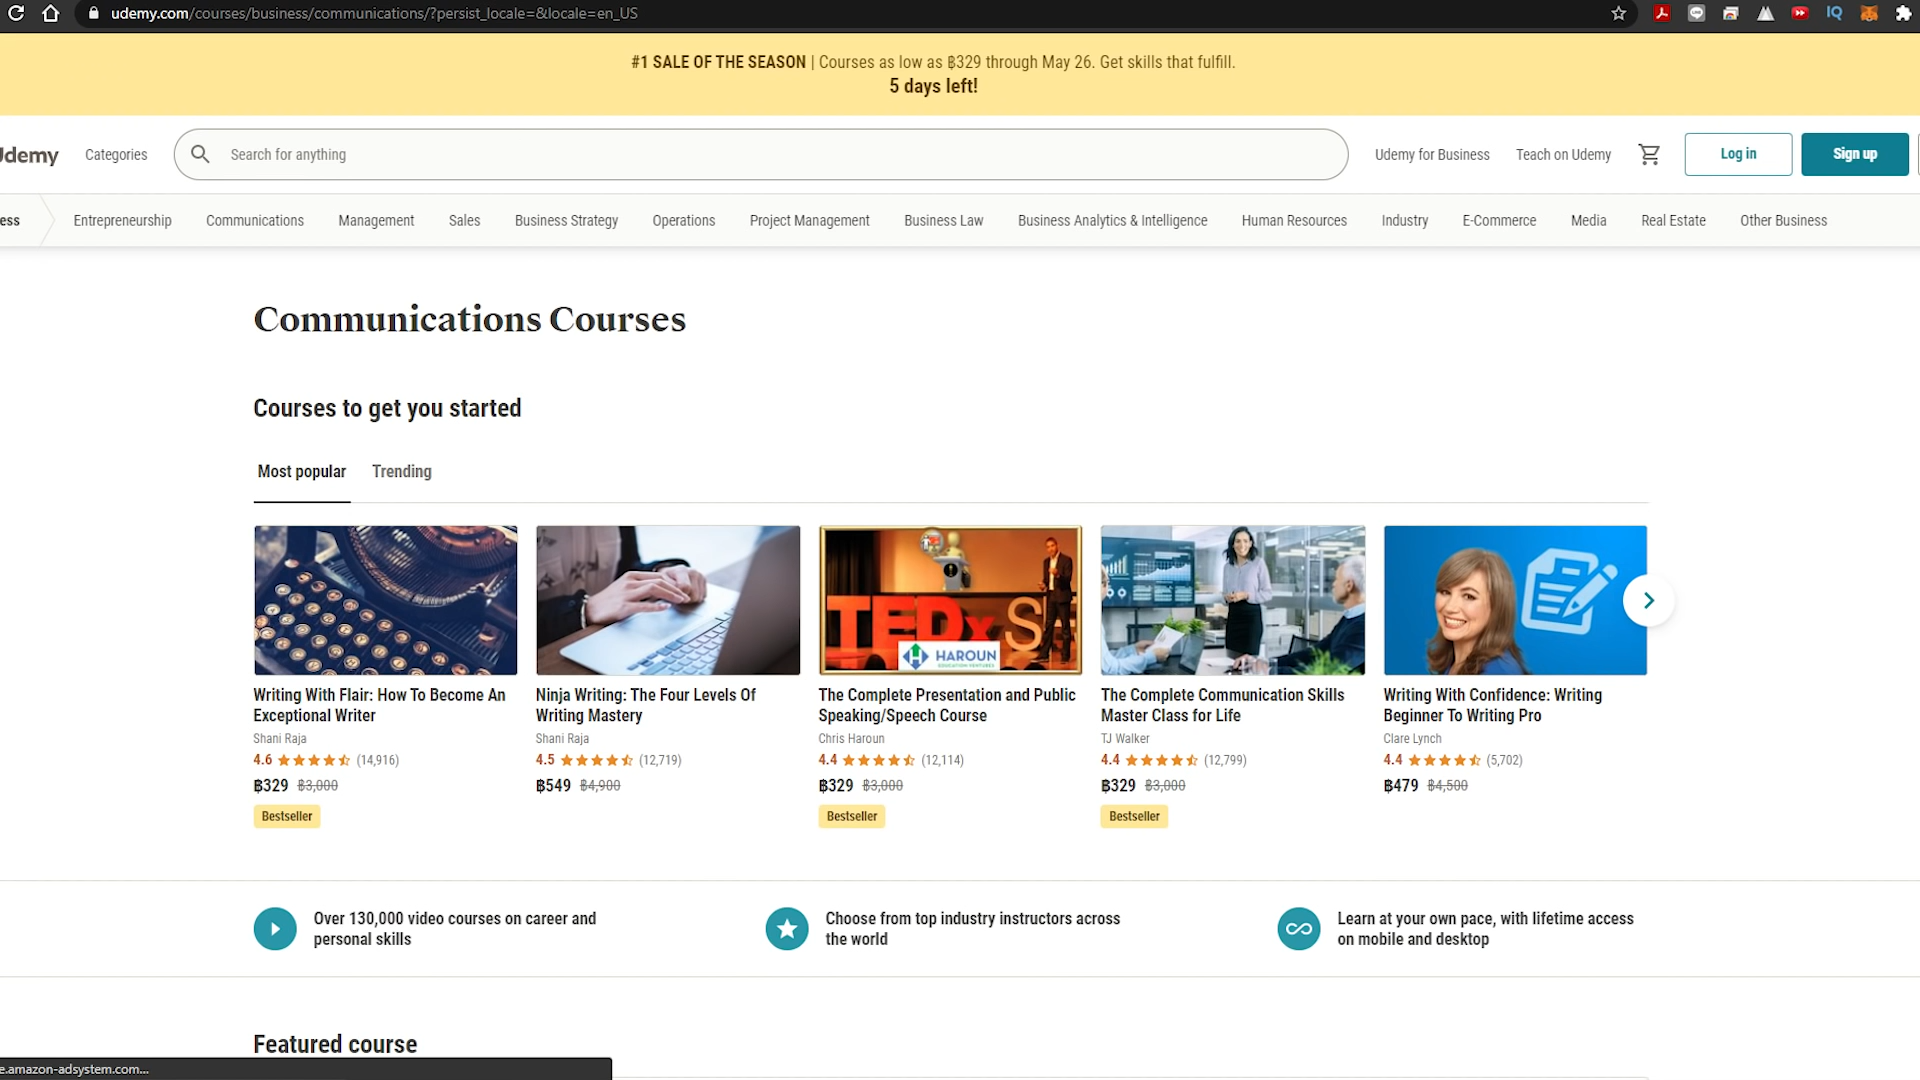 udemy.com/courses/business/communications/?persist_locale=&locale=en_US
#1 SALE OF THE SEASON | Courses as low as ฿329 through May 26. Get skills that fulfill.
5 days left!
Udemy
Categories
Search for anything
Udemy for Business
Teach on Udemy
Log in
Sign up
ess
Entrepreneurship
Communications
Management
Sales
Business Strategy
Operations
Project Management
Business Law
Business Analytics & Intelligence
Human Resources
Industry
E-Commerce
Media
Real Estate
Other Business
Communications Courses
Courses to get you started
Most popular
Trending
TEDx S
HAROUN
EDUCATION VENTURES
Writing With Flair: How To Become An
Exceptional Writer
Shani Raja
4.6 (14,916)
฿329 ฿3,000
Bestseller
Ninja Writing: The Four Levels Of
Writing Mastery
Shani Raja
4.5 (12,719)
฿549 ฿4,900
The Complete Presentation and Public
Speaking/Speech Course
Chris Haroun
4.4 (12,114)
฿329 ฿3,000
Bestseller
The Complete Communication Skills
Master Class for Life
TJ Walker
4.4 (12,799)
฿329 ฿3,000
Bestseller
Writing With Confidence: Writing
Beginner To Writing Pro
Clare Lynch
4.4 (5,702)
฿479 ฿4,500
Over 130,000 video courses on career and
personal skills
Choose from top industry instructors across
the world
Learn at your own pace, with lifetime access
on mobile and desktop
Featured course
e.amazon-adsystem.com...